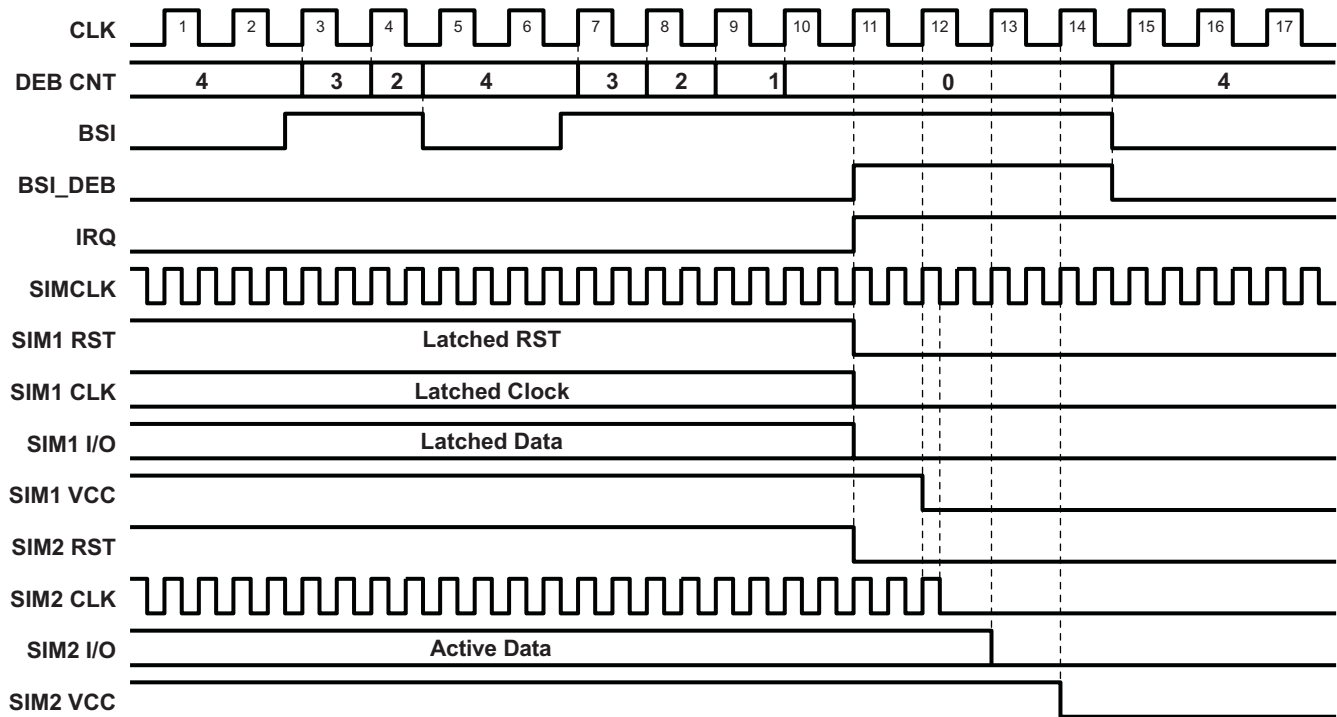 CLK 1 2 3 4 5 6 7 8 9 10 11 12 13 14 15 16 17
DEB CNT 4 3 2 4 3 2 1 0 4
BSI
BSI_DEB
IRQ
SIMCLK
SIM1 RST Latched RST
SIM1 CLK Latched Clock
SIM1 I/O Latched Data
SIM1 VCC
SIM2 RST
SIM2 CLK
SIM2 I/O Active Data
SIM2 VCC